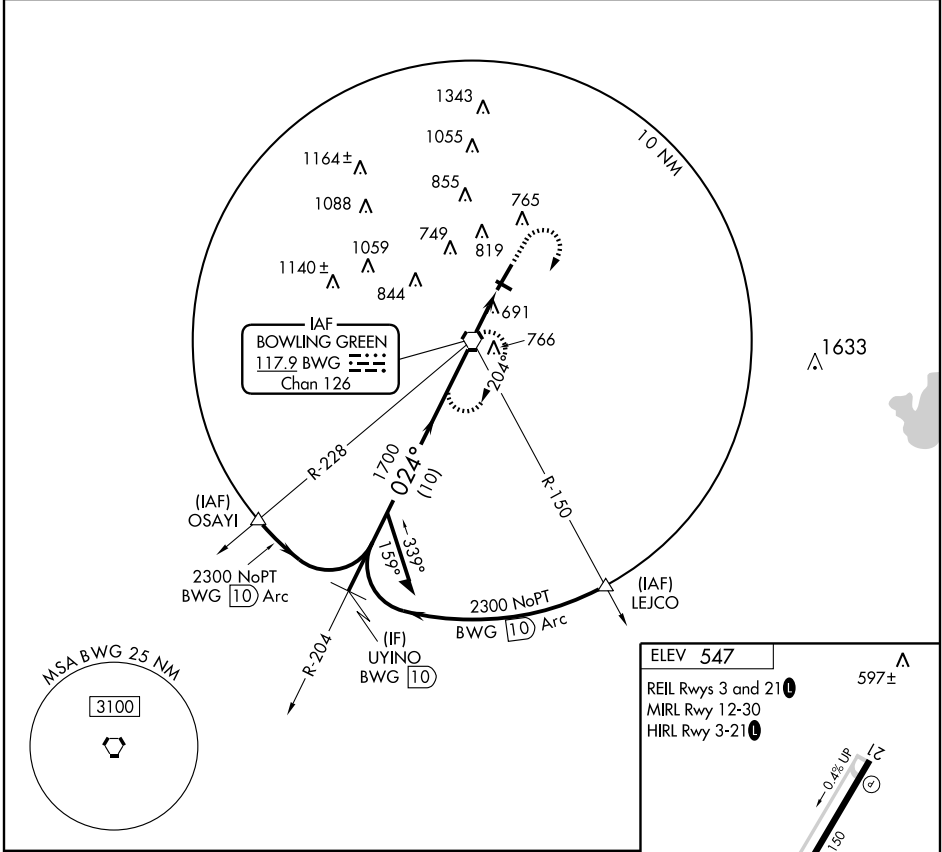 1343
1055
10 NM
1164±
855
765
1088
749
819
1059
1140±
844
691
IAF
BOWLING GREEN
117.9 BWG
Chan 126
766
1633
204°
R-228
1700
024°
(10)
R-150
(IAF)
OSAYI
339°
159°
2300 NoPT
BWG 10 Arc
(IAF)
LEJCO
2300 NoPT
BWG 10 Arc
R-204
(IF)
UYINO
BWG 10
MSA BWG 25 NM
3100
ELEV 547
597±
REIL Rwys 3 and 21 L
MIRL Rwy 12-30
HIRL Rwy 3-21 L
21
0.4% UP
150